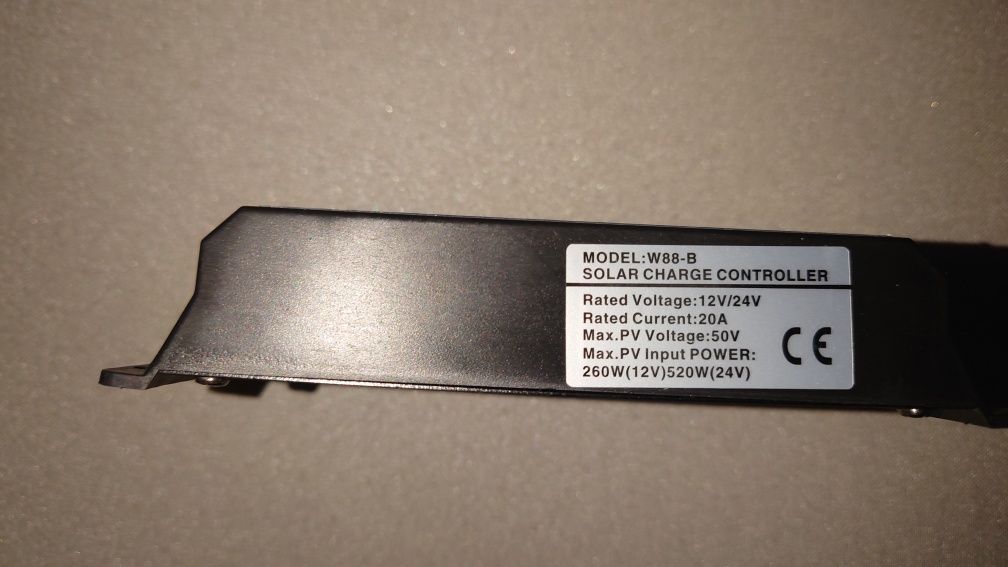 MODEL:W88-B
SOLAR CHARGE CONTROLLER
Rated Voltage:12V/24V
Rated Current:20A
Max.PV Voltage:50V
Max.PV Input POWER:
260W(12V)520W(24V)
CE